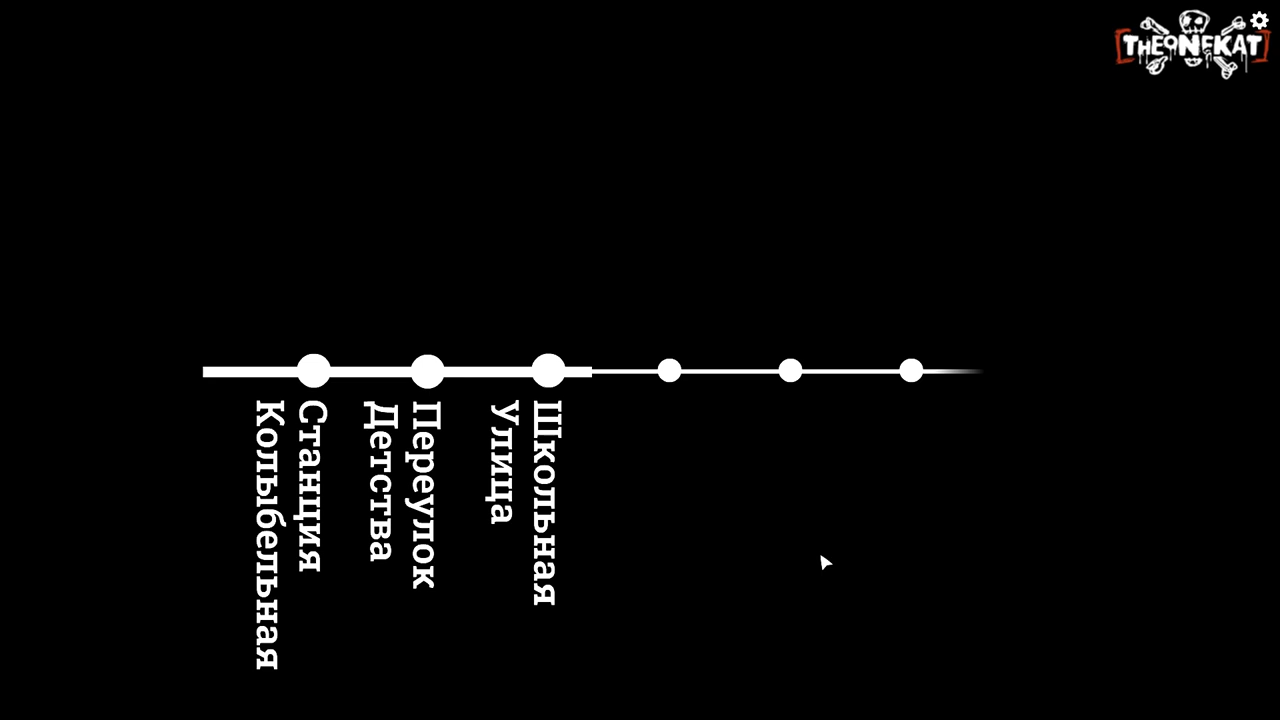 [THEONEKAT]
Станция
Колыбельная
Переулок
Детства
Школьная
Улица